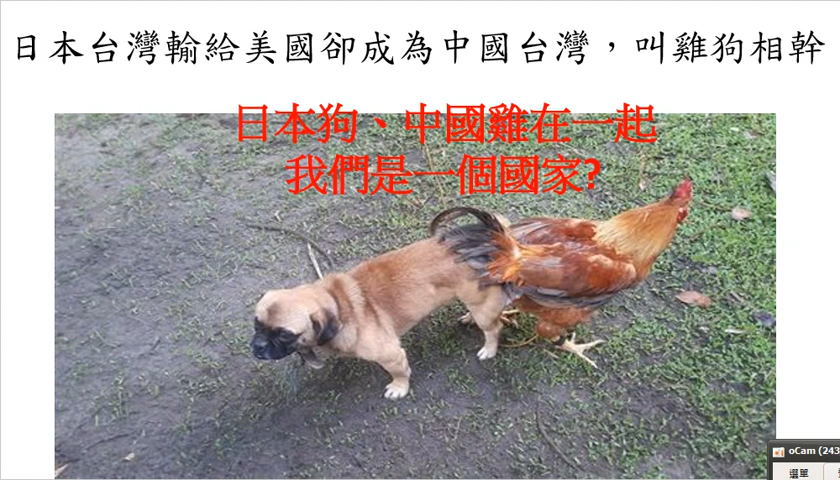 日本台灣輸給美國卻成為中國台灣，叫雞狗相幹
日本狗、中國雞在一起
我們是一個國家?
oCam (243
選單